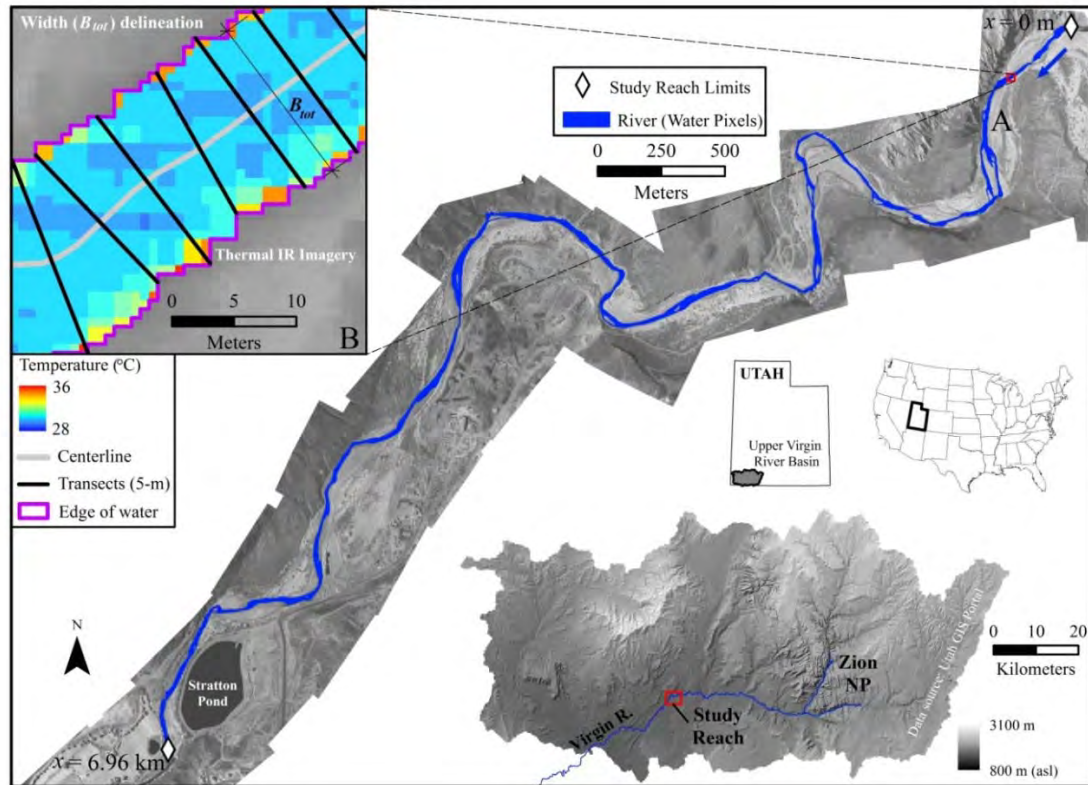 Width (B_tot) delineation
B_tot
Thermal IR Imagery
0 5 10
Meters
B
Temperature (°C)
36
28
Centerline
Transects (5-m)
Edge of water
x= 0 m
Study Reach Limits
River (Water Pixels)
0 250 500
Meters
A
UTAH
Upper Virgin
River Basin
N
Stratton
Pond
x= 6.96 km
Virgin R.
Study
Reach
Zion
NP
Data source: Utah GIS Portal
0 10 20
Kilometers
3100 m
800 m (asl)